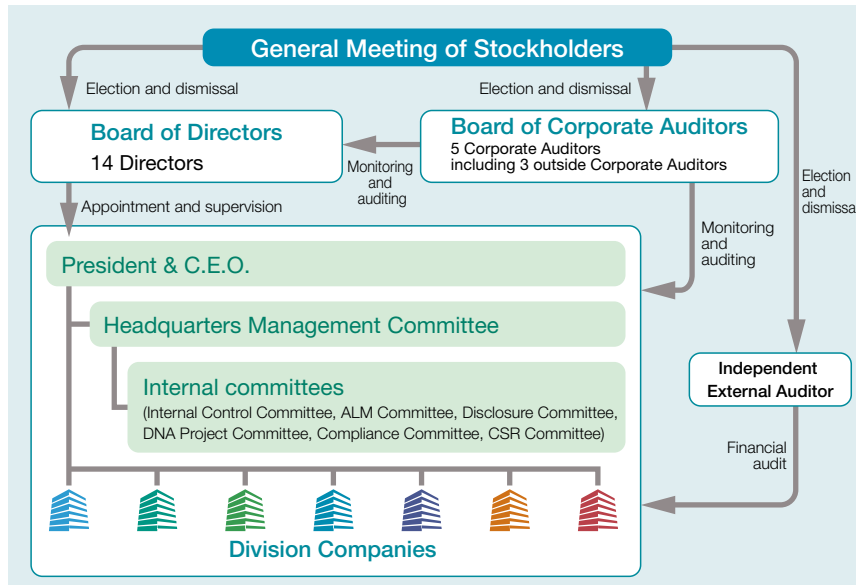 General Meeting of Stockholders
Election and dismissal
Election and dismissal
Board of Directors
14 Directors
Board of Corporate Auditors
5 Corporate Auditors
including 3 outside Corporate Auditors
Monitoring
and
auditing
Election
and
dismissal
Appointment and supervision
Monitoring
and
auditing
President & C.E.O.
Headquarters Management Committee
Internal committees
(Internal Control Committee, ALM Committee, Disclosure Committee,
DNA Project Committee, Compliance Committee, CSR Committee)
Independent
External Auditor
Financial
audit
Division Companies